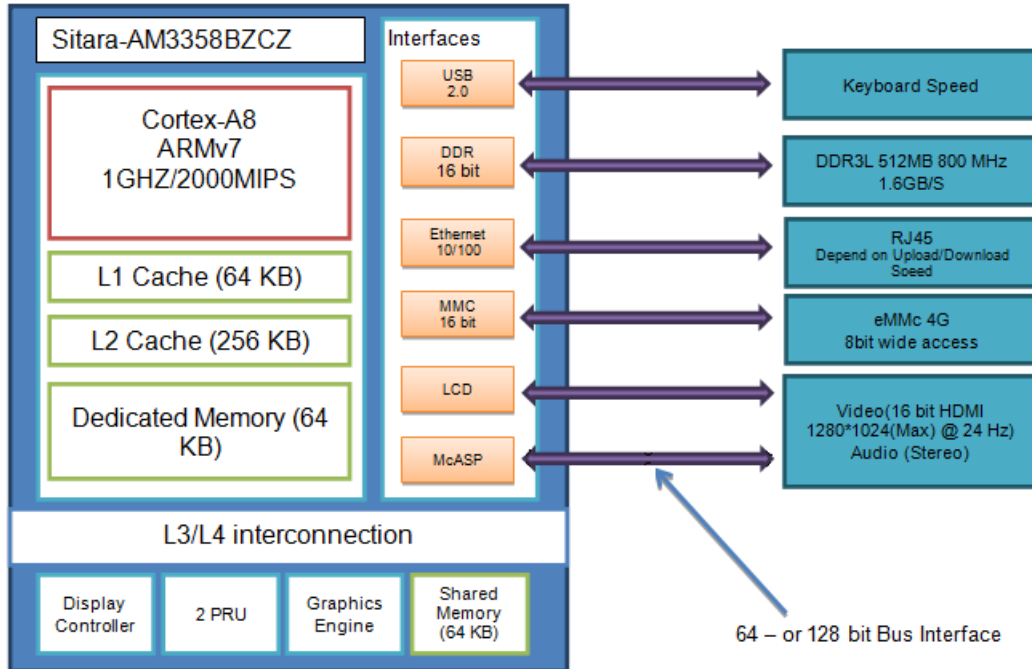 Sitara-AM3358BZCZ
Cortex-A8
ARMv7
1GHZ/2000MIPS
L1 Cache (64 KB)
L2 Cache (256 KB)
Dedicated Memory (64
KB)
Interfaces
USB
2.0
DDR
16 bit
Ethernet
10/100
MMC
16 bit
LCD
McASP
Keyboard Speed
DDR3L 512MB 800 MHz
1.6GB/S
RJ45
Depend on Upload/Download
Soeed
eMMc 4G
8bit wide access
Video(16 bit HDMI
1280*1024(Max) @ 24 Hz)
Audio (Stereo)
L3/L4 interconnection
Display
Controller
2 PRU
Graphics
Engine
Shared
Memory
(64 KB)
64 – or 128 bit Bus Interface